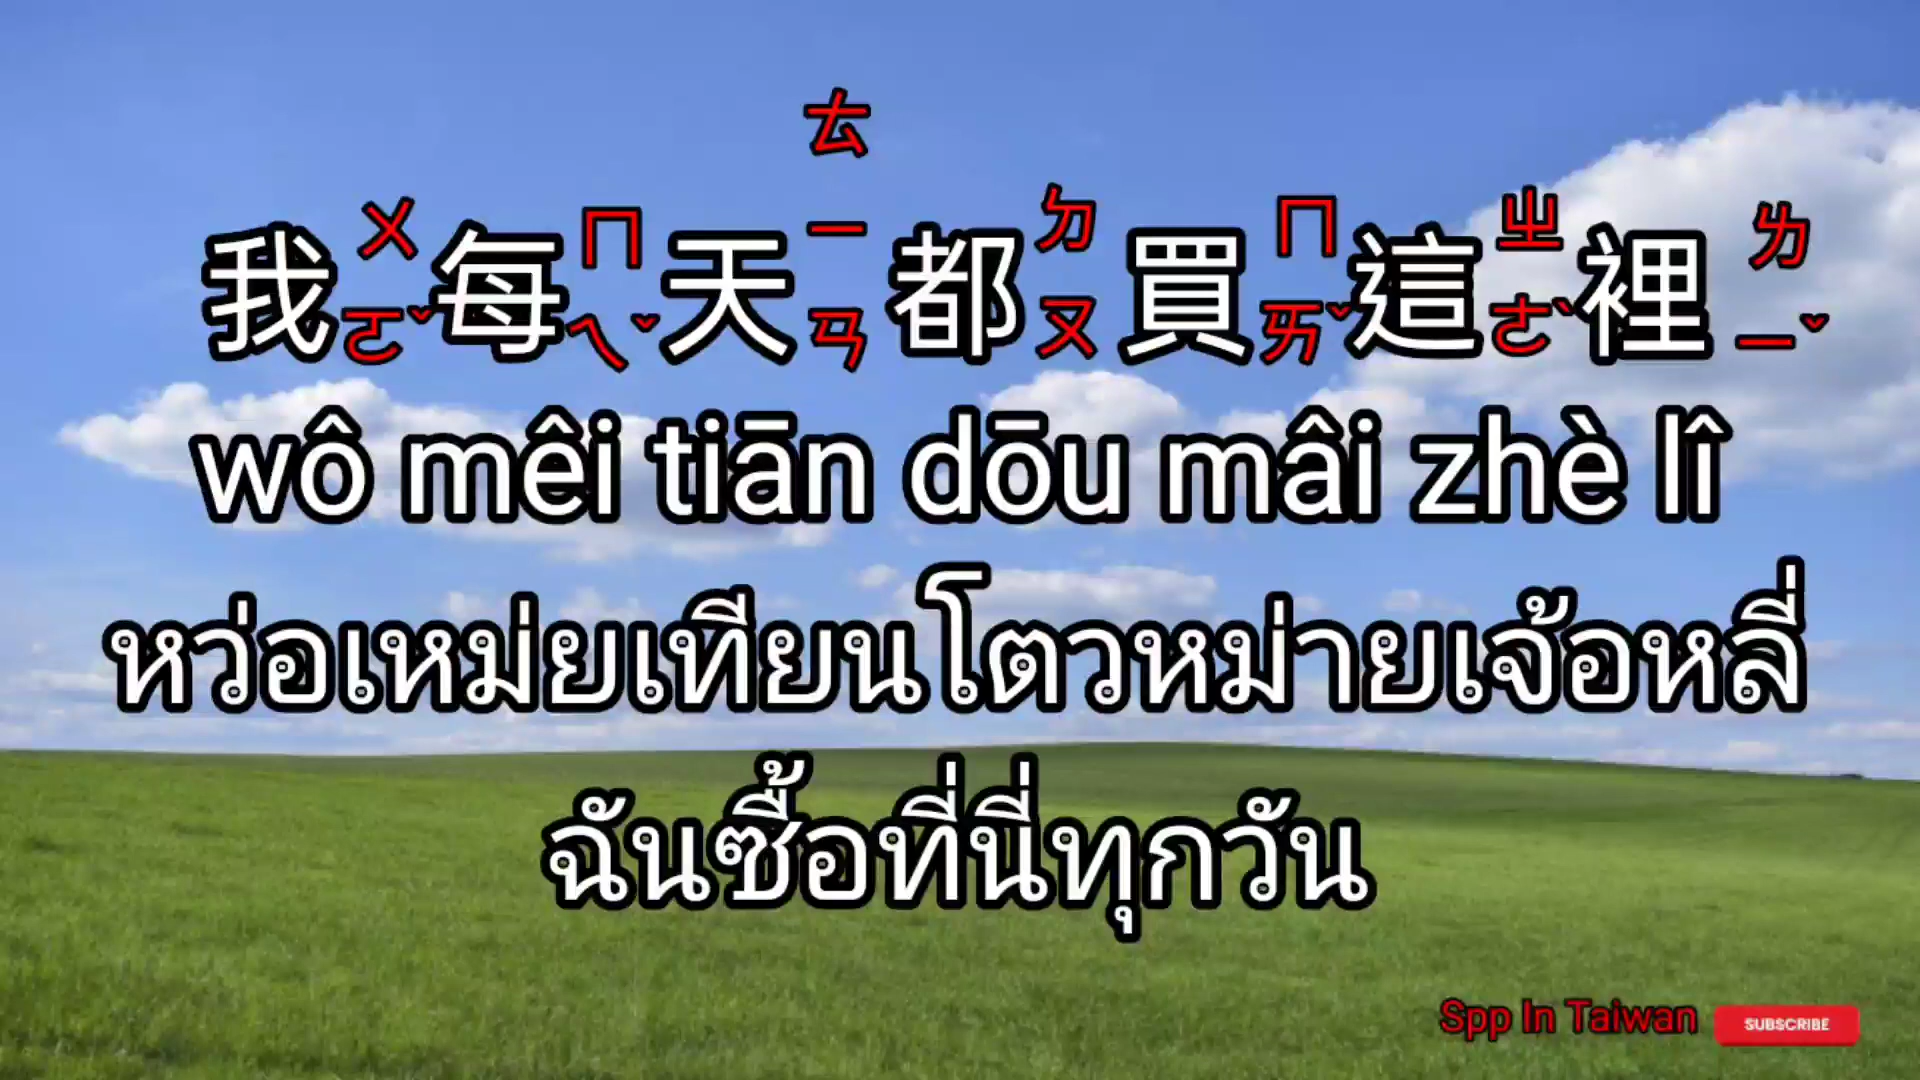 我ㄨㄛˇ每ㄇㄟˇ天ㄊㄧㄢ都ㄉㄡ買ㄇㄞˇ這ㄓㄜˋ裡ㄌㄧˇ
wô mêi tiān dōu mâi zhè lî
หว่อเหม่ยเทียนโตวหม่ายเจ้อหลี่
ฉันซื้อที่นี่ทุกวัน
Spp In Taiwan SUBSCRIBE